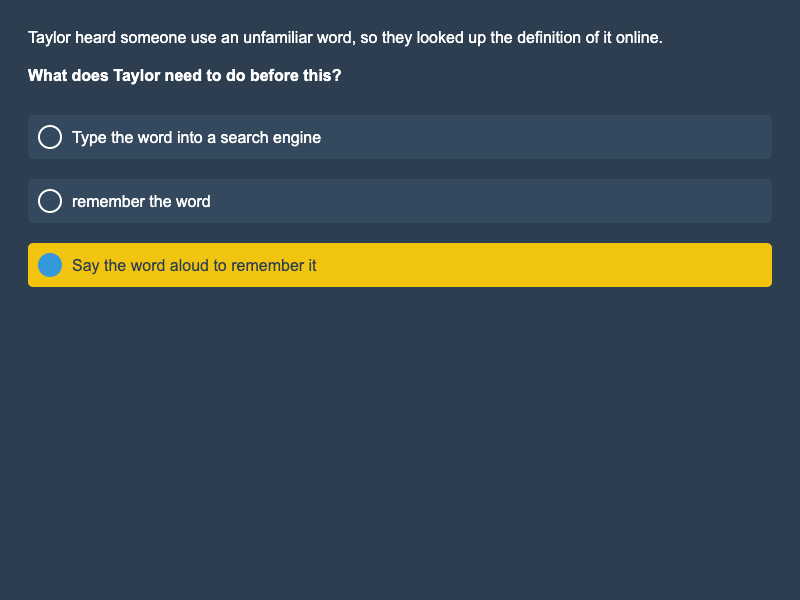 Taylor heard someone use an unfamiliar word, so they looked up the definition of it online.
What does Taylor need to do before this?
Type the word into a search engine
remember the word
Say the word aloud to remember it